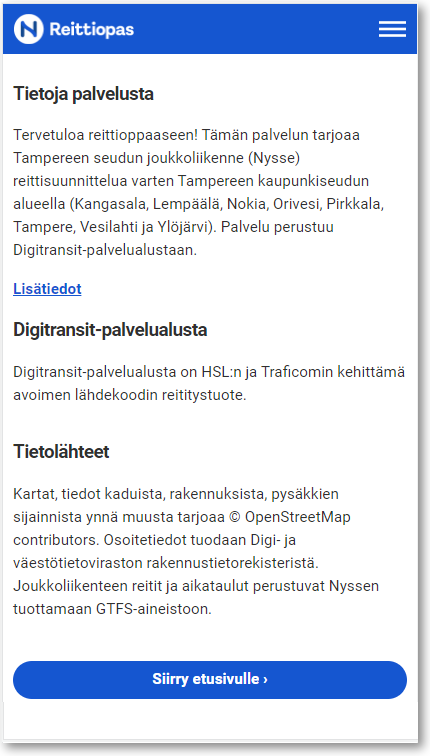 N Reittiopas
Tietoja palvelusta
Tervetuloa reittioppaaseen! Tämän palvelun tarjoaa
Tampereen seudun joukkoliikenne (Nysse)
reittisuunnittelua varten Tampereen kaupunkiseudun
alueella (Kangasala, Lempäälä, Nokia, Orivesi, Pirkkala,
Tampere, Vesilahti ja Ylöjärvi). Palvelu perustuu
Digitransit-palvelualustaan.
Lisätiedot
Digitransit-palvelualusta
Digitransit-palvelualusta on HSL:n ja Traficomin kehittämä
avoimen lähdekoodin reititystuote.
Tietolähteet
Kartat, tiedot kaduista, rakennuksista, pysäkkien
sijainnista ynnä muusta tarjoaa © OpenStreetMap
contributors. Osoitetiedot tuodaan Digi- ja
väestötietoviraston rakennustietorekisteristä.
Joukkoliikenteen reitit ja aikataulut perustuvat Nyssen
tuottamaan GTFS-aineistoon.
Siirry etusivulle ›